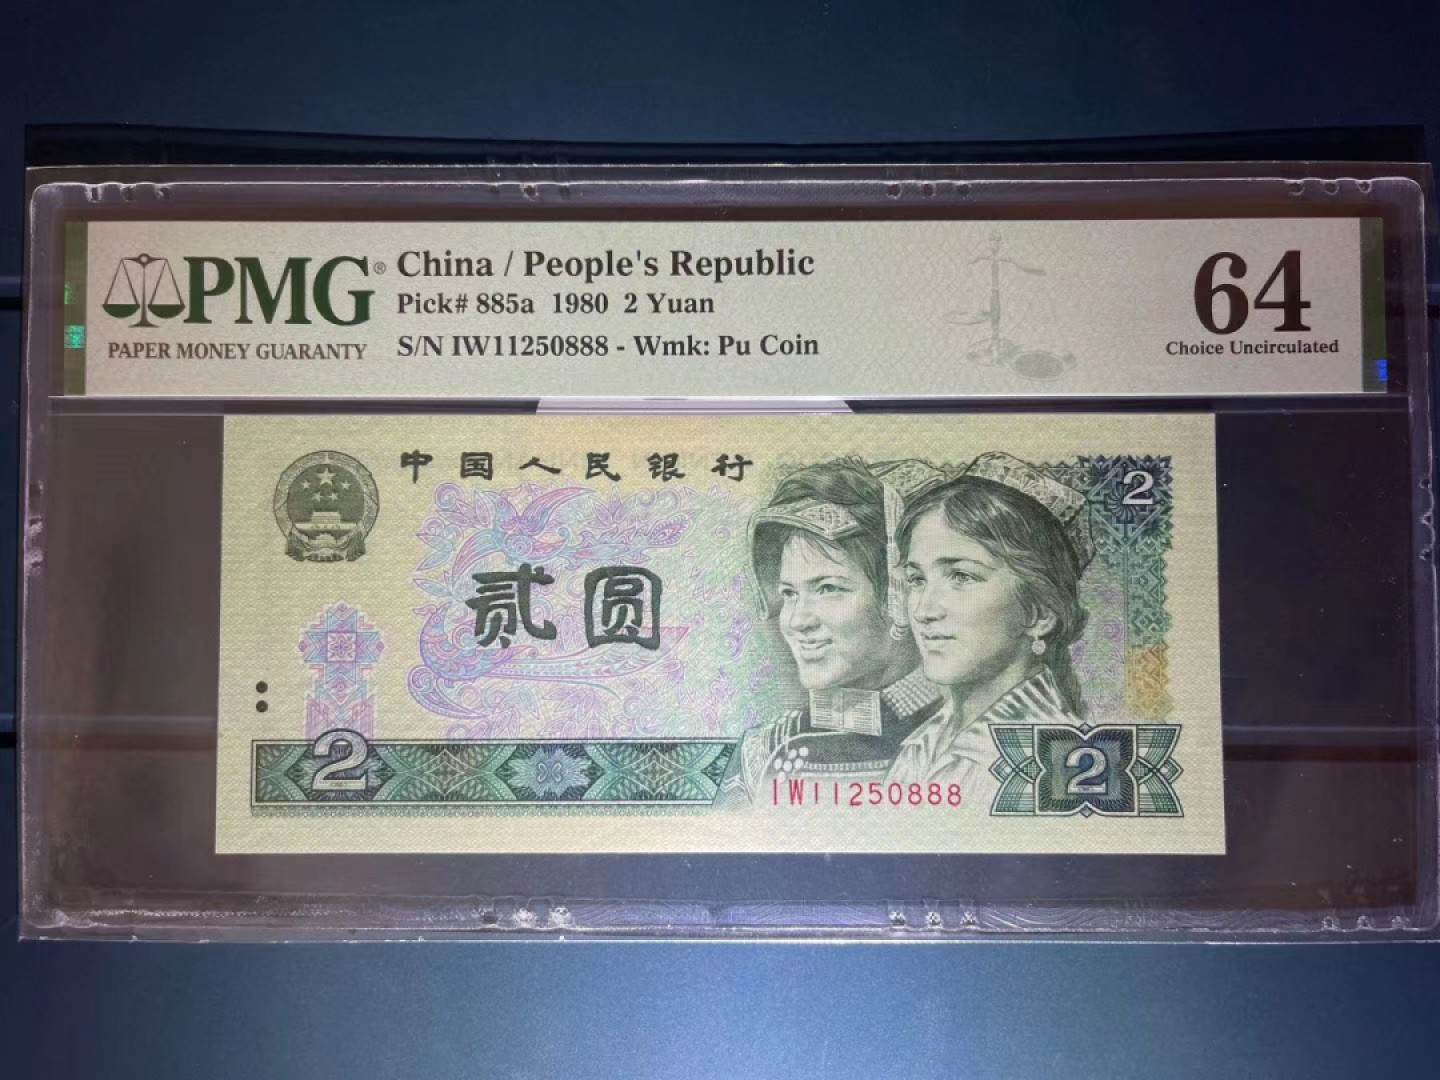 PMG®
PAPER MONEY GUARANTY
China / People's Republic
Pick# 885a 1980 2 Yuan
S/N IW11250888 - Wmk: Pu Coin
64
Choice Uncirculated
中国人民银行
2
贰圆
2
IW11250888
2